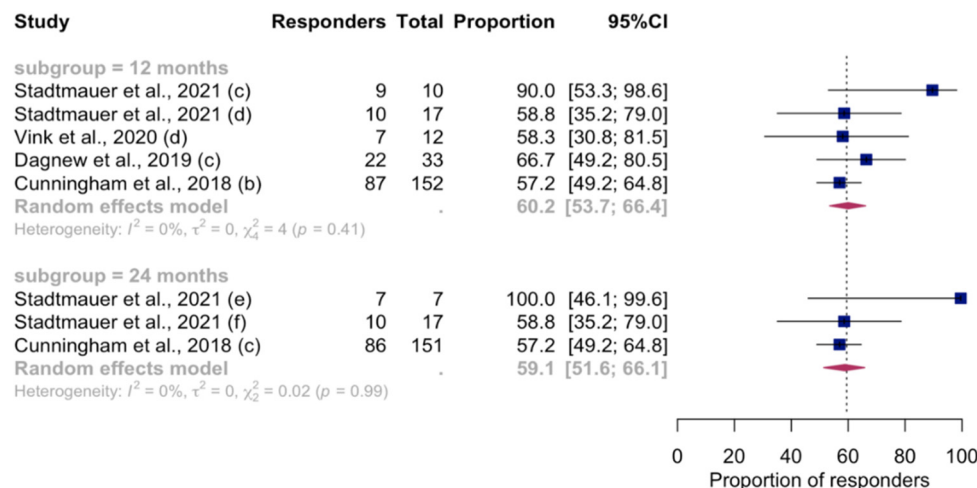 Study Responders Total Proportion 95%CI
subgroup = 12 months
Stadtmauer et al., 2021 (c) 9 10 90.0 [53.3; 98.6]
Stadtmauer et al., 2021 (d) 10 17 58.8 [35.2; 79.0]
Vink et al., 2020 (d) 7 12 58.3 [30.8; 81.5]
Dagnew et al., 2019 (c) 22 33 66.7 [49.2; 80.5]
Cunningham et al., 2018 (b) 87 152 57.2 [49.2; 64.8]
Random effects model . 60.2 [53.7; 66.4]
Heterogeneity: I² = 0%, τ² = 0, χ²₄ = 4 (p = 0.41)
subgroup = 24 months
Stadtmauer et al., 2021 (e) 7 7 100.0 [46.1; 99.6]
Stadtmauer et al., 2021 (f) 10 17 58.8 [35.2; 79.0]
Cunningham et al., 2018 (c) 86 151 57.2 [49.2; 64.8]
Random effects model . 59.1 [51.6; 66.1]
Heterogeneity: I² = 0%, τ² = 0, χ²₂ = 0.02 (p = 0.99)
0 20 40 60 80 100
Proportion of responders